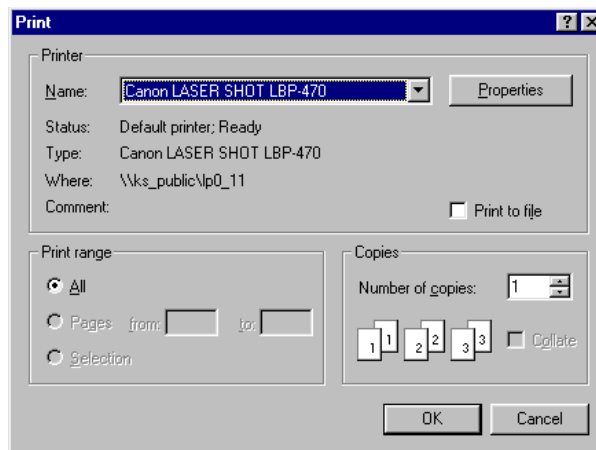 Print
Printer
Name: Canon LASER SHOT LBP-470 Properties
Status: Default printer; Ready
Type: Canon LASER SHOT LBP-470
Where: \\ks_public\lp0_11
Comment: Print to file
Print range
All
Pages from: to:
Selection
Copies
Number of copies: 1
1 1 2 2 3 3 Collate
OK Cancel